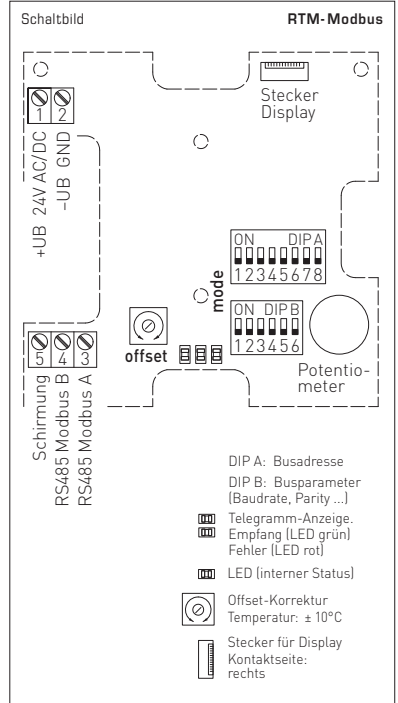 Schaltbild RTM-Modbus
Stecker
Display
1 2
+UB 24V AC/DC
–UB GND
ON DIP A
1 2 3 4 5 6 7 8
mode
ON DIP B
1 2 3 4 5 6
offset
Potentio-
meter
5 4 3
Schirmung
RS485 Modbus B
RS485 Modbus A
DIP A: Busadresse
DIP B: Busparameter
(Baudrate, Parity ...)
Telegramm-Anzeige.
Empfang (LED grün)
Fehler (LED rot)
LED (interner Status)
Offset-Korrektur
Temperatur: ± 10°C
Stecker für Display
Kontaktseite:
rechts